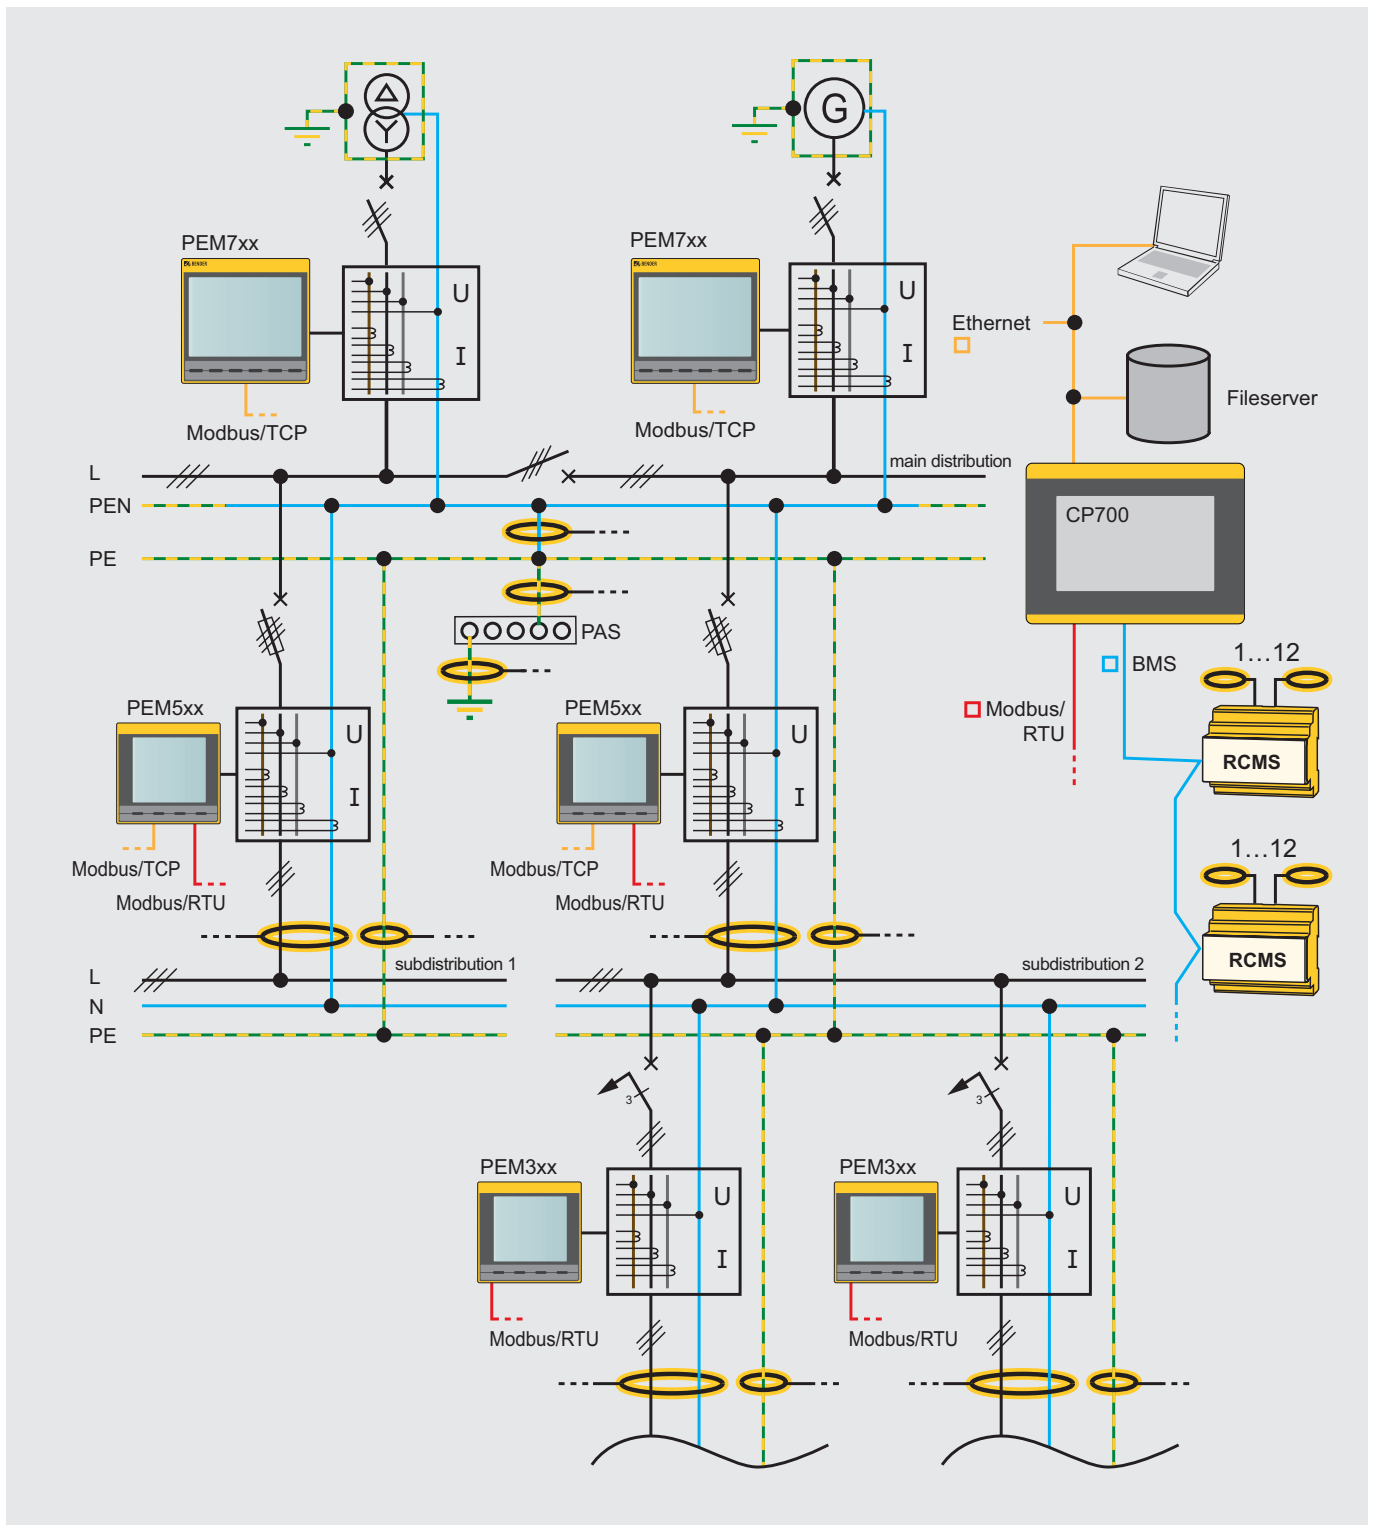 G
PEM7xx
BENDER
U
I
Modbus/TCP
PEM7xx
BENDER
U
I
Modbus/TCP
Ethernet
Fileserver
L
main distribution
PEN
PE
CP700
PAS
BMS
1...12
Modbus/
RTU
RCMS
PEM5xx
U
I
Modbus/TCP
Modbus/RTU
PEM5xx
U
I
Modbus/TCP
Modbus/RTU
1...12
RCMS
L
subdistribution 1
subdistribution 2
N
PE
3
3
PEM3xx
U
I
Modbus/RTU
PEM3xx
U
I
Modbus/RTU